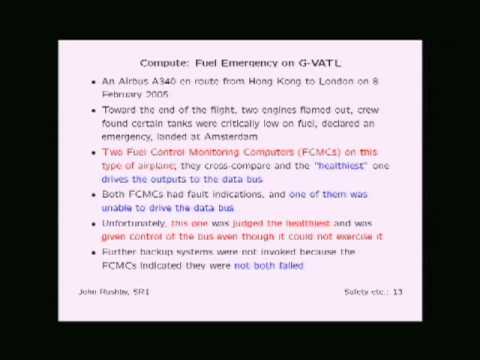 Compute: Fuel Emergency on G-VATL
• An Airbus A340 en-route from Hong Kong to London on 8
February 2005
• Toward the end of the flight, two engines flamed out, crew
found certain tanks were critically low on fuel, declared an
emergency, landed at Amsterdam
• Two Fuel Control Monitoring Computers (FCMCs) on this
type of airplane; they cross-compare and the "healthiest" one
drives the outputs to the data bus
• Both FCMCs had fault indications, and one of them was
unable to drive the data bus
• Unfortunately, this one was judged the healthiest and was
given control of the bus even though it could not exercise it
• Further backup systems were not invoked because the
FCMCs indicated they were not both failed
John Rushby, SRI
Safety etc.: 13